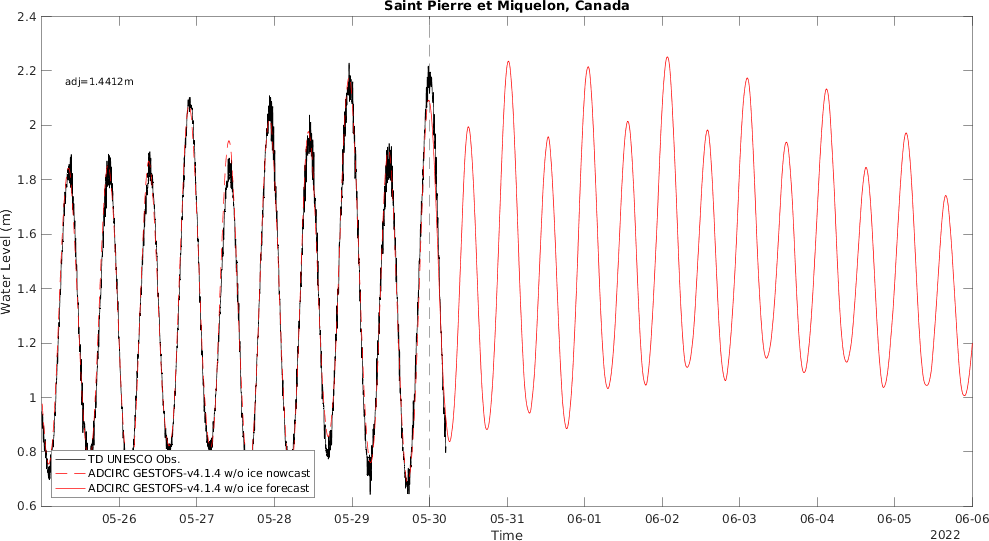 Saint Pierre et Miquelon, Canada
2.4
2.2
2
1.8
1.6
1.4
1.2
1
0.8
0.6
Water Level (m)
adj=1.4412m
TD UNESCO Obs.
ADCIRC GESTOFS-v4.1.4 w/o ice nowcast
ADCIRC GESTOFS-v4.1.4 w/o ice forecast
05-26 05-27 05-28 05-29 05-30 05-31 06-01 06-02 06-03 06-04 06-05 06-06
Time
2022